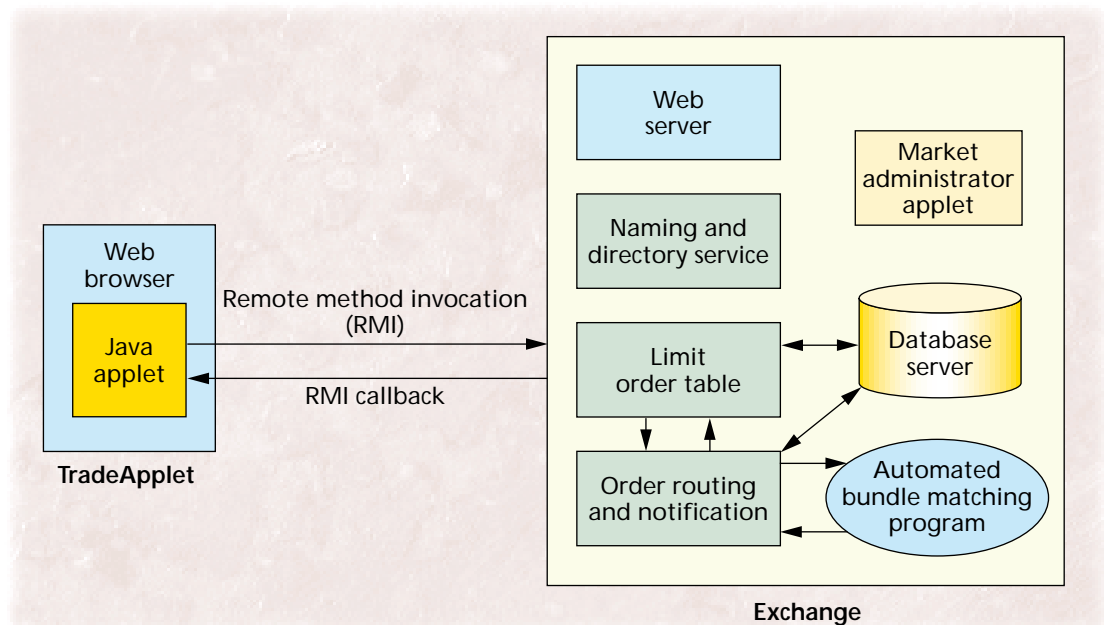 Web
browser
Java
applet
TradeApplet
Remote method invocation
(RMI)
RMI callback
Web
server
Market
administrator
applet
Naming and
directory service
Limit
order table
Database
server
Order routing
and notification
Automated
bundle matching
program
Exchange